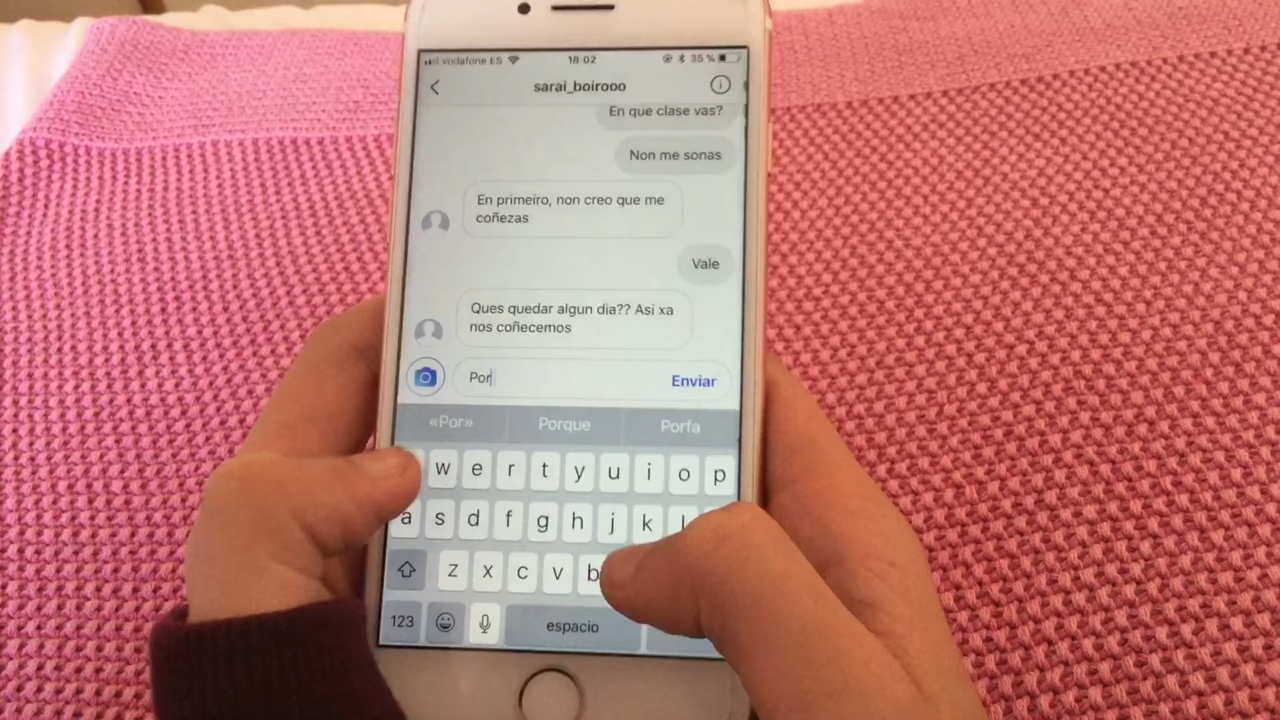 vodafone ES 18:02 35 %
sarai_boirooo
En que clase vas?
Non me sonas
En primeiro, non creo que me
coñezas
Vale
Ques quedar algun dia?? Asi xa
nos coñecemos
Por Enviar
«Por» Porque Porfa
w e r t y u i o p
a s d f g h j k l
z x c v b
123 espacio